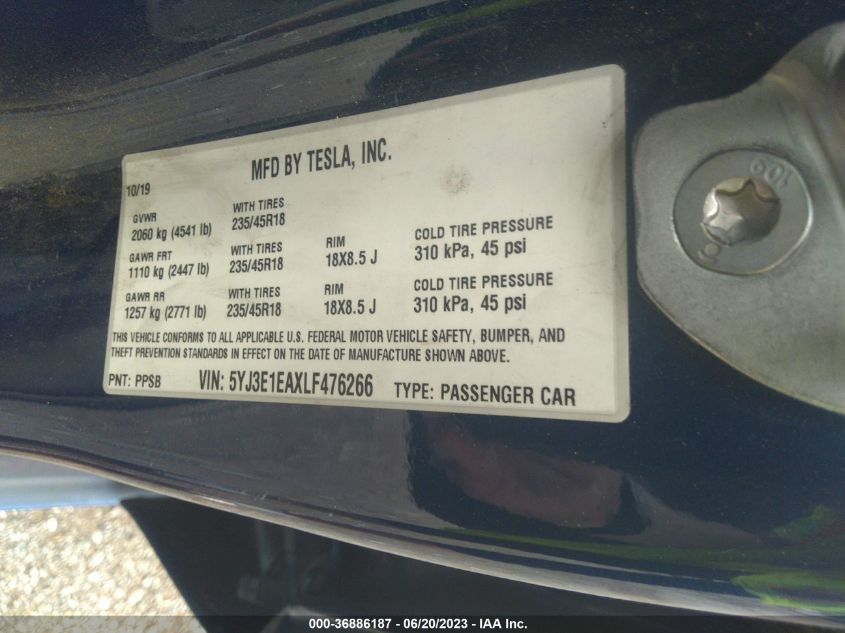 MFD BY TESLA, INC.
10/19
GVWR WITH TIRES
2060 kg (4541 lb) 235/45R18
GAWR FRT WITH TIRES RIM COLD TIRE PRESSURE
1110 kg (2447 lb) 235/45R18 18X8.5 J 310 kPa, 45 psi
GAWR RR WITH TIRES RIM COLD TIRE PRESSURE
1257 kg (2771 lb) 235/45R18 18X8.5 J 310 kPa, 45 psi
THIS VEHICLE CONFORMS TO ALL APPLICABLE U.S. FEDERAL MOTOR VEHICLE SAFETY, BUMPER, AND
THEFT PREVENTION STANDARDS IN EFFECT ON THE DATE OF MANUFACTURE SHOWN ABOVE.
PNT: PPSB VIN: 5YJ3E1EAXLF476266 TYPE: PASSENGER CAR
109
000-36886187 - 06/20/2023 - IAA Inc.